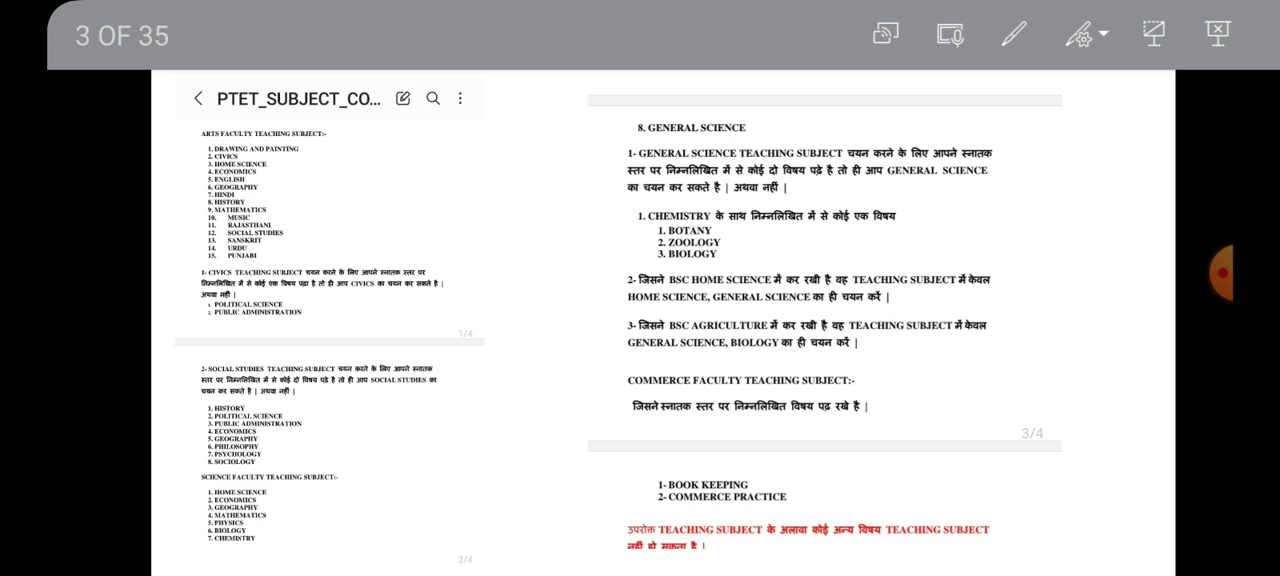 3 OF 35
PTET_SUBJECT_CO...
ARTS FACULTY TEACHING SUBJECT:-
1. DRAWING AND PAINTING
2. CIVICS
3. HOME SCIENCE
4. ECONOMICS
5. ENGLISH
6. GEOGRAPHY
7. HINDI
8. HISTORY
9. MATHEMATICS
10. MUSIC
11. RAJASTHANI
12. SOCIAL STUDIES
13. SANSKRIT
14. URDU
15. PUNJABI
1- CIVICS TEACHING SUBJECT चयन करने के लिए आपने स्नातक स्तर पर
निम्नलिखित में से कोई एक विषय पढ़ा है तो ही आप CIVICS का चयन कर सकते है |
अथवा नहीं |
1. POLITICAL SCIENCE
2. PUBLIC ADMINISTRATION
1/4
2- SOCIAL STUDIES TEACHING SUBJECT चयन करने के लिए आपने स्नातक
स्तर पर निम्नलिखित में से कोई दो विषय पढ़े है तो ही आप SOCIAL STUDIES का
चयन कर सकते है | अथवा नहीं |
1. HISTORY
2. POLITICAL SCIENCE
3. PUBLIC ADMINISTRATION
4. ECONOMICS
5. GEOGRAPHY
6. PHILOSOPHY
7. PSYCHOLOGY
8. SOCIOLOGY
SCIENCE FACULTY TEACHING SUBJECT:-
1. HOME SCIENCE
2. ECONOMICS
3. GEOGRAPHY
4. MATHEMATICS
5. PHYSICS
6. BIOLOGY
7. CHEMISTRY
2/4
8. GENERAL SCIENCE
1- GENERAL SCIENCE TEACHING SUBJECT चयन करने के लिए आपने स्नातक
स्तर पर निम्नलिखित में से कोई दो विषय पढ़े है तो ही आप GENERAL SCIENCE
का चयन कर सकते है | अथवा नहीं |
1. CHEMISTRY के साथ निम्नलिखित में से कोई एक विषय
1. BOTANY
2. ZOOLOGY
3. BIOLOGY
2- जिसने BSC HOME SCIENCE में कर रखी है वह TEACHING SUBJECT में केवल
HOME SCIENCE, GENERAL SCIENCE का ही चयन करें |
3- जिसने BSC AGRICULTURE में कर रखी है वह TEACHING SUBJECT में केवल
GENERAL SCIENCE, BIOLOGY का ही चयन करें |
COMMERCE FACULTY TEACHING SUBJECT:-
जिसने स्नातक स्तर पर निम्नलिखित विषय पढ़ रखे है |
3/4
1- BOOK KEEPING
2- COMMERCE PRACTICE
उपरोक्त TEACHING SUBJECT के अलावा कोई अन्य विषय TEACHING SUBJECT
नहीं हो सकता है |